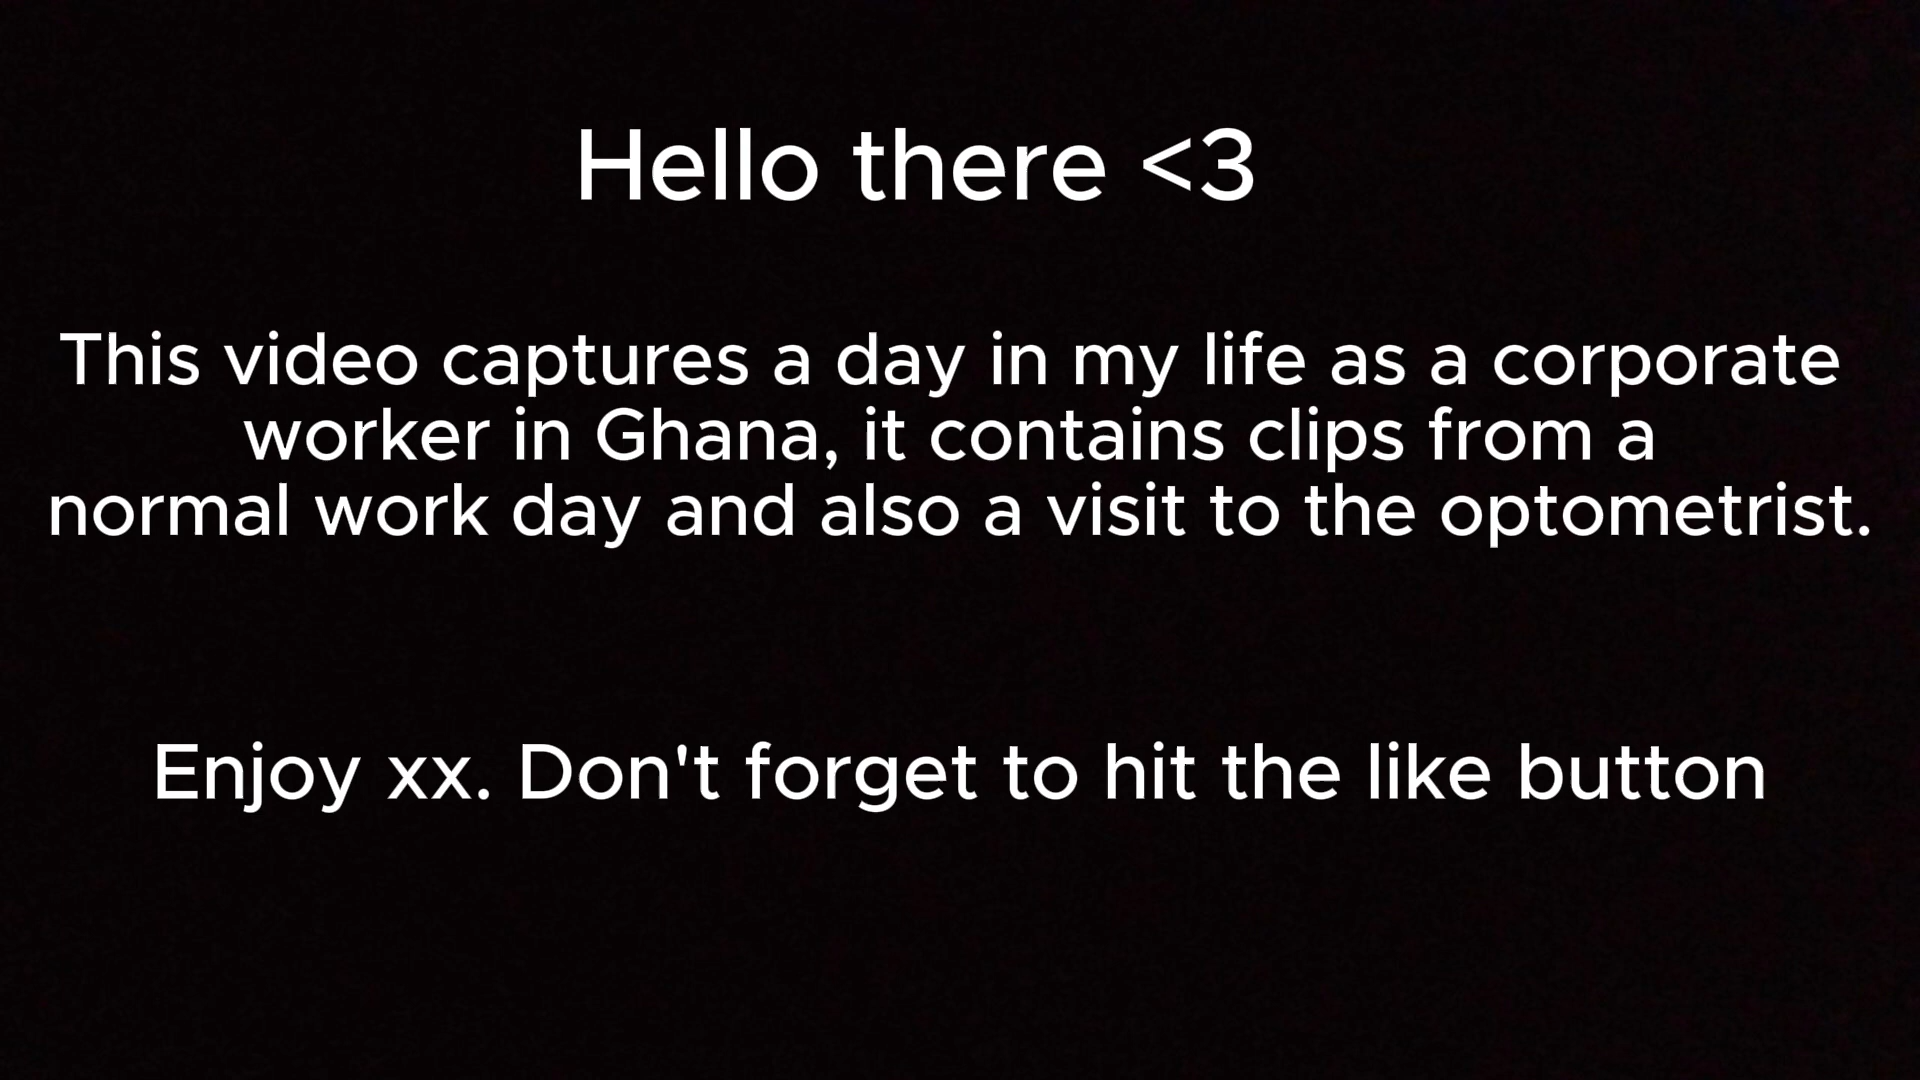 Hello there <3
This video captures a day in my life as a corporate
worker in Ghana, it contains clips from a
normal work day and also a visit to the optometrist.
Enjoy xx. Don't forget to hit the like button